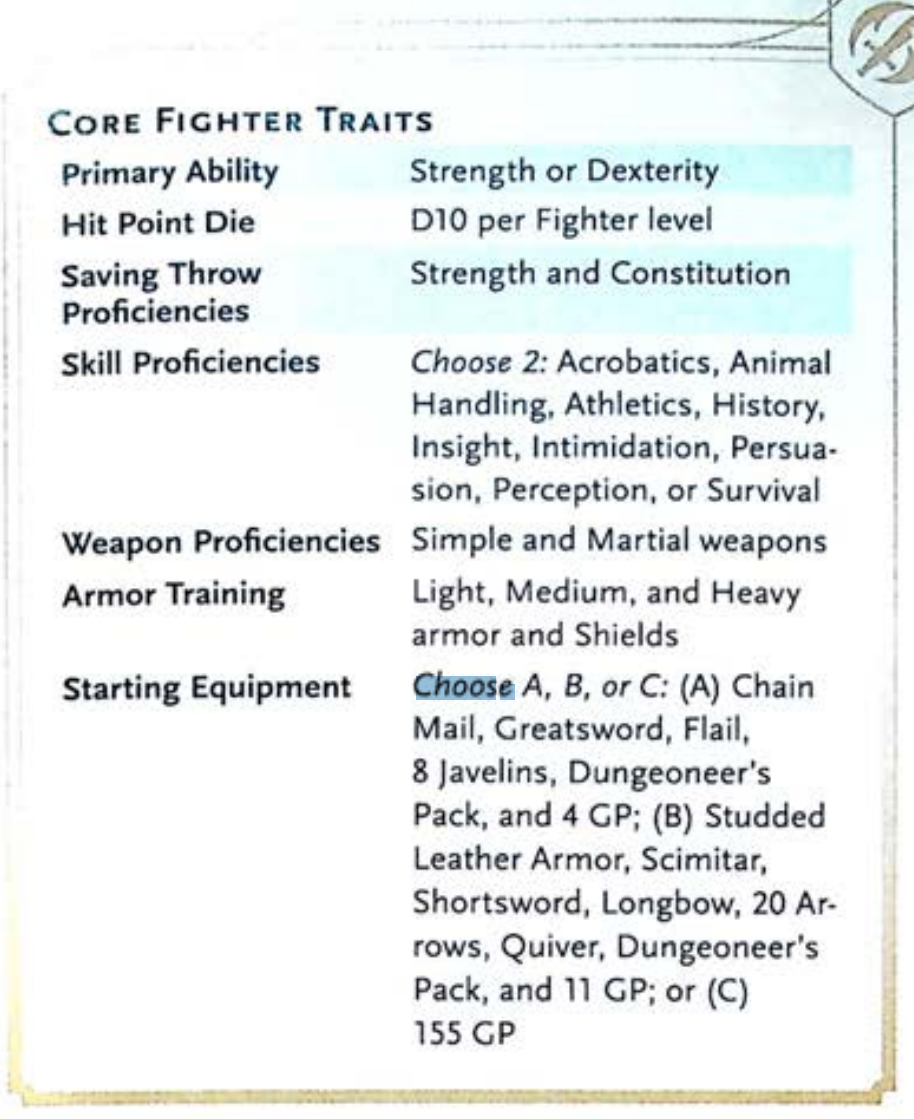 CORE FIGHTER TRAITS
Primary Ability Strength or Dexterity
Hit Point Die D10 per Fighter level
Saving Throw Strength and Constitution
Proficiencies
Skill Proficiencies Choose 2: Acrobatics, Animal
Handling, Athletics, History,
Insight, Intimidation, Persua-
sion, Perception, or Survival
Weapon Proficiencies Simple and Martial weapons
Armor Training Light, Medium, and Heavy
armor and Shields
Starting Equipment Choose A, B, or C: (A) Chain
Mail, Greatsword, Flail,
8 Javelins, Dungeoneer's
Pack, and 4 GP; (B) Studded
Leather Armor, Scimitar,
Shortsword, Longbow, 20 Ar-
rows, Quiver, Dungeoneer's
Pack, and 11 GP; or (C)
155 GP